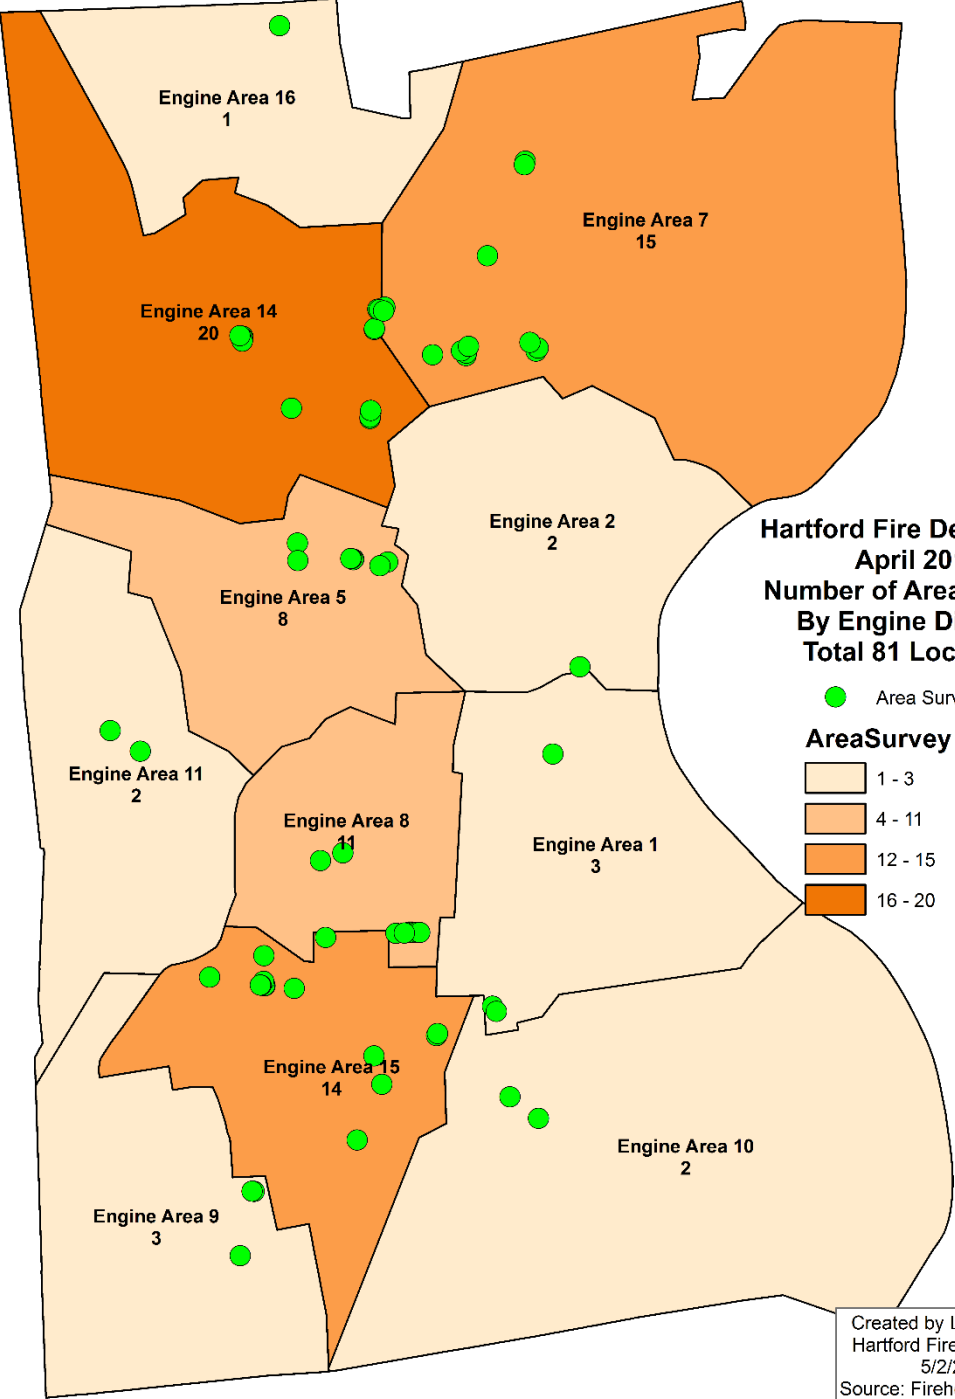 Engine Area 16
1
Engine Area 7
15
Engine Area 14
20
Engine Area 2
2
Engine Area 5
8
Engine Area 11
2
Engine Area 8
11
Engine Area 1
3
Engine Area 15
14
Engine Area 10
2
Engine Area 9
3
Hartford Fire De
April 20
Number of Area
By Engine Di
Total 81 Loc
Area Surv
AreaSurvey
1 - 3
4 - 11
12 - 15
16 - 20
Created by L
Hartford Fire
5/2/
Source: Fireh